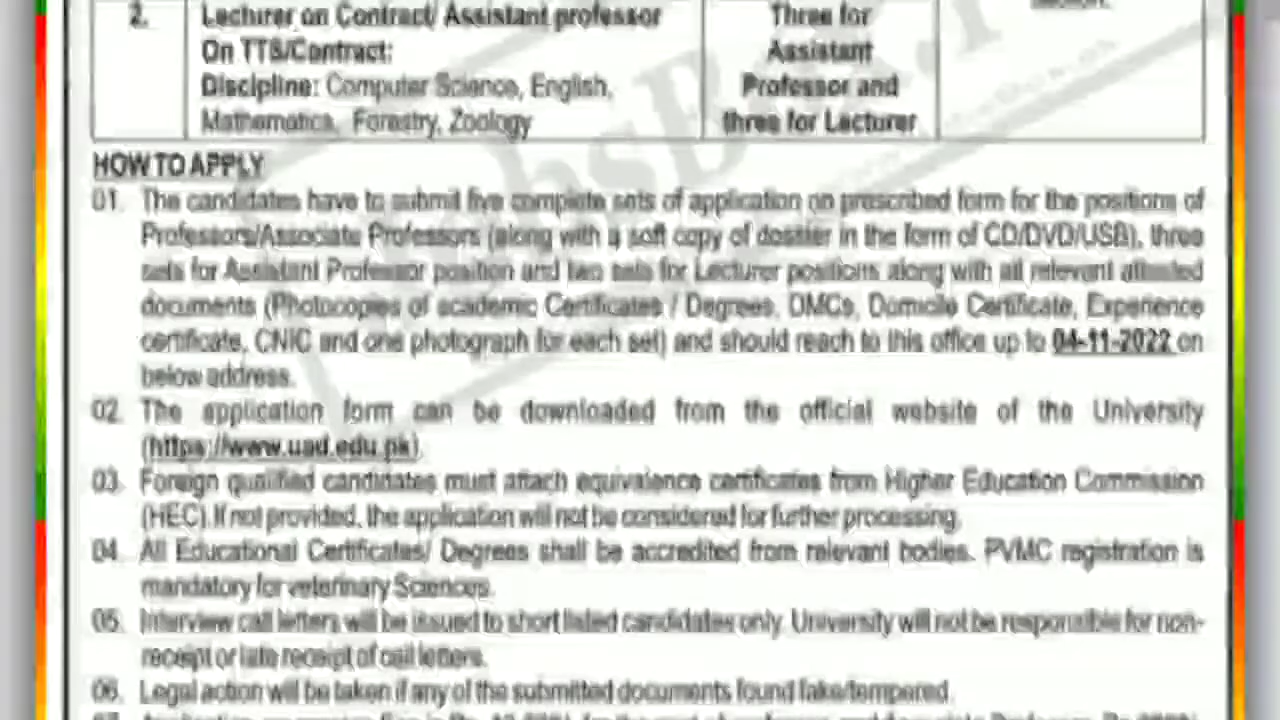 2. Lecturer on Contract/ Assistant professor
On TTS/Contract:
Discipline: Computer Science, English,
Mathematics, Forestry, Zoology
Three for
Assistant
Professor and
three for Lecturer
HOW TO APPLY
01. The candidates have to submit five complete sets of application on prescribed form for the positions of
Professors/Associate Professors (along with a soft copy of dossier in the form of CD/DVD/USB), three
sets for Assistant Professor position and two sets for Lecturer positions along with all relevant attested
documents (Photocopies of academic Certificates / Degrees, DMCs, Domicile Certificate, Experience
certificate, CNIC and one photograph for each set) and should reach to this office up to 04-11-2022 on
below address.
02. The application form can be downloaded from the official website of the University
(https://www.uad.edu.pk).
03. Foreign qualified candidates must attach equivalence certificates from Higher Education Commission
(HEC). If not provided, the application will not be considered for further processing.
04. All Educational Certificates/ Degrees shall be accredited from relevant bodies. PVMC registration is
mandatory for veterinary Sciences.
05. Interview call letters will be issued to short listed candidates only. University will not be responsible for non-
receipt or late receipt of call letters.
06. Legal action will be taken if any of the submitted documents found fake/tempered.